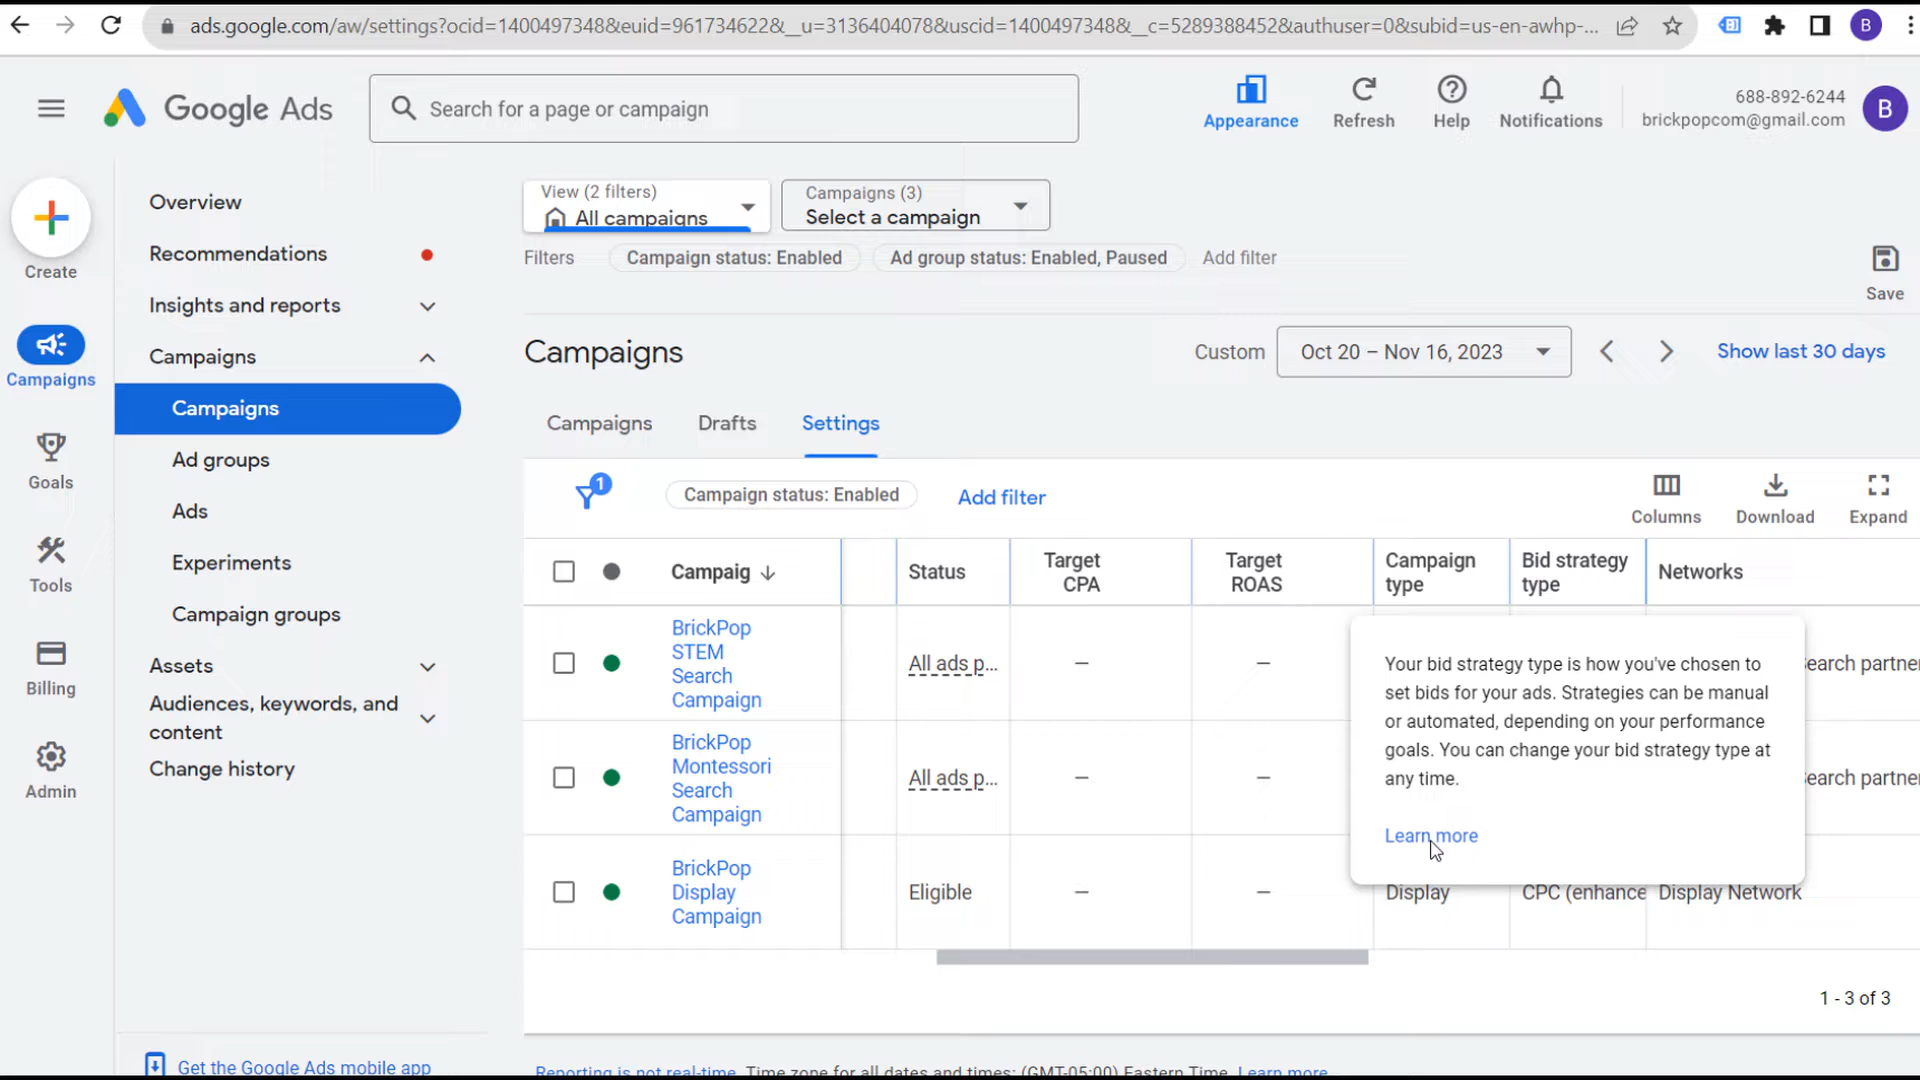 ads.google.com/aw/settings?ocid=1400497348&euid=961734622&__u=3136404078&uscid=1400497348&__c=5289388452&authuser=0&subid=us-en-awhp-...
B
Google Ads
Search for a page or campaign
Appearance
Refresh
Help
Notifications
688-892-6244
brickpopcom@gmail.com
B
Create
Campaigns
Goals
Tools
Billing
Admin
Overview
Recommendations
Insights and reports
Campaigns
Campaigns
Ad groups
Ads
Experiments
Campaign groups
Assets
Audiences, keywords, and
content
Change history
Get the Google Ads mobile app
View (2 filters)
All campaigns
Campaigns (3)
Select a campaign
Filters
Campaign status: Enabled
Ad group status: Enabled, Paused
Add filter
Save
Campaigns
Custom
Oct 20 – Nov 16, 2023
Show last 30 days
Campaigns
Drafts
Settings
1
Campaign status: Enabled
Add filter
Columns
Download
Expand
Campaig
Status
Target
CPA
Target
ROAS
Campaign
type
Bid strategy
type
Networks
BrickPop
STEM
Search
Campaign
All ads p...
—
—
Search partne
BrickPop
Montessori
Search
Campaign
All ads p...
—
—
Search partne
BrickPop
Display
Campaign
Eligible
—
—
Display
CPC (enhance
Display Network
Your bid strategy type is how you've chosen to
set bids for your ads. Strategies can be manual
or automated, depending on your performance
goals. You can change your bid strategy type at
any time.
Learn more
1 - 3 of 3
Reporting is not real-time. Time zone for all dates and times: (GMT-05:00) Eastern Time. Learn more